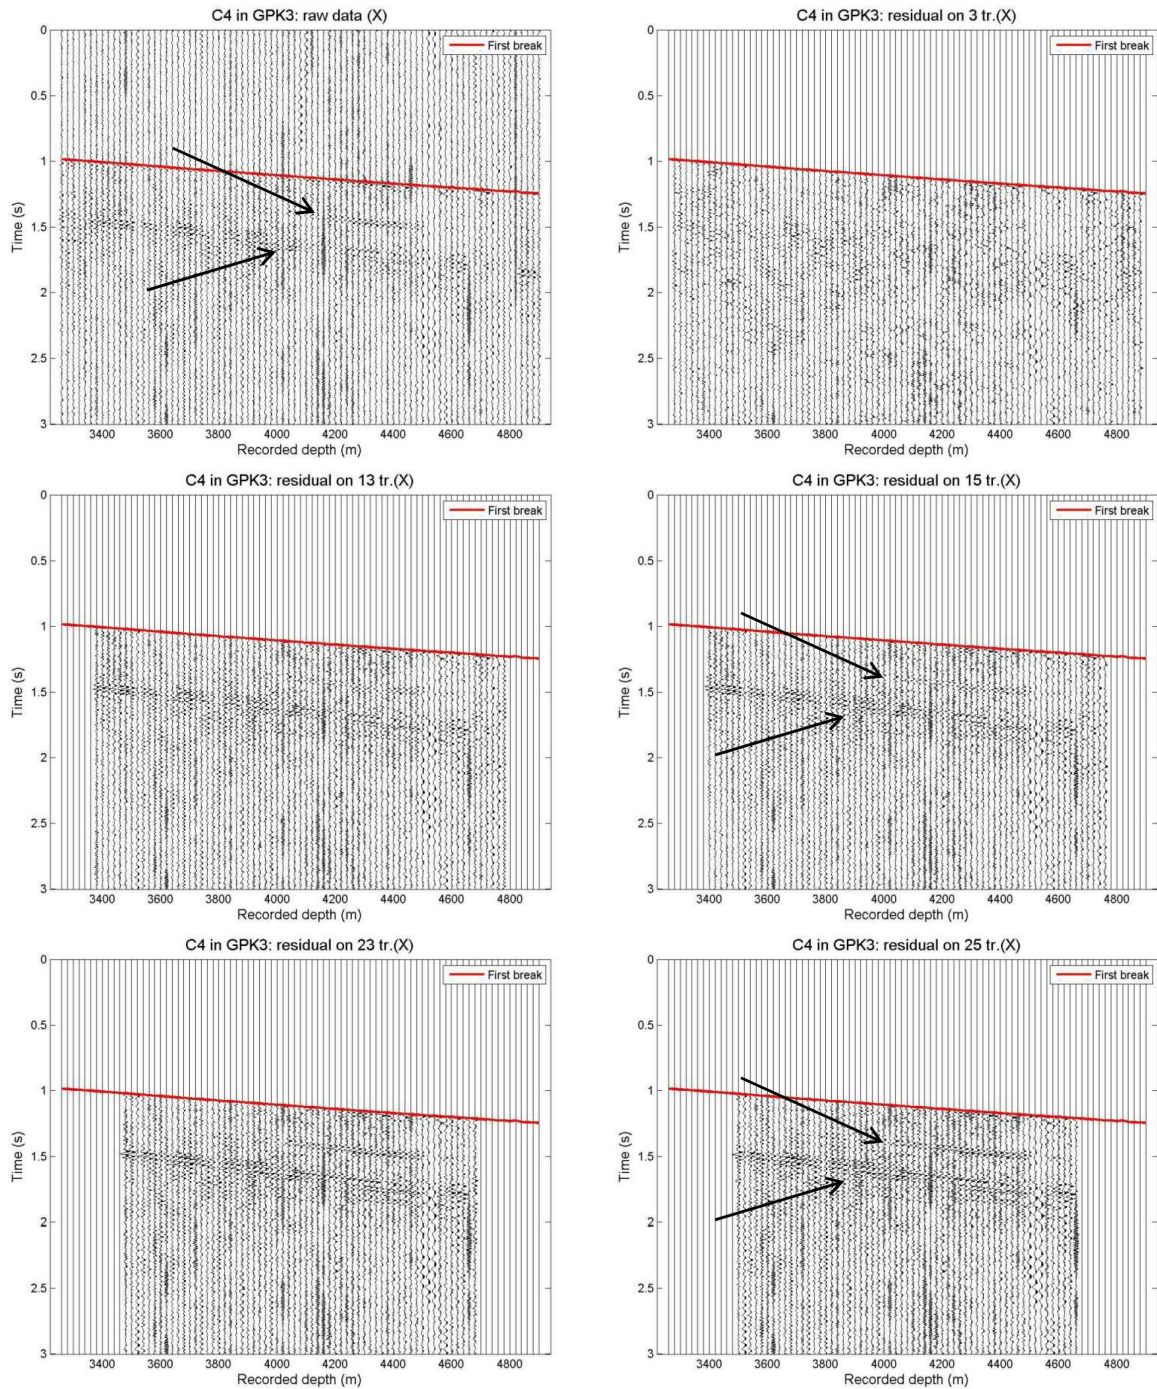 C4 in GPK3: raw data (X)
First break
0
0.5
1
1.5
2
2.5
3
Time (s)
3400 3600 3800 4000 4200 4400 4600 4800
Recorded depth (m)
C4 in GPK3: residual on 3 tr.(X)
First break
0
0.5
1
1.5
2
2.5
3
Time (s)
3400 3600 3800 4000 4200 4400 4600 4800
Recorded depth (m)
C4 in GPK3: residual on 13 tr.(X)
First break
0
0.5
1
1.5
2
2.5
3
Time (s)
3400 3600 3800 4000 4200 4400 4600 4800
Recorded depth (m)
C4 in GPK3: residual on 15 tr.(X)
First break
0
0.5
1
1.5
2
2.5
3
Time (s)
3400 3600 3800 4000 4200 4400 4600 4800
Recorded depth (m)
C4 in GPK3: residual on 23 tr.(X)
First break
0
0.5
1
1.5
2
2.5
3
Time (s)
3400 3600 3800 4000 4200 4400 4600 4800
Recorded depth (m)
C4 in GPK3: residual on 25 tr.(X)
First break
0
0.5
1
1.5
2
2.5
3
Time (s)
3400 3600 3800 4000 4200 4400 4600 4800
Recorded depth (m)